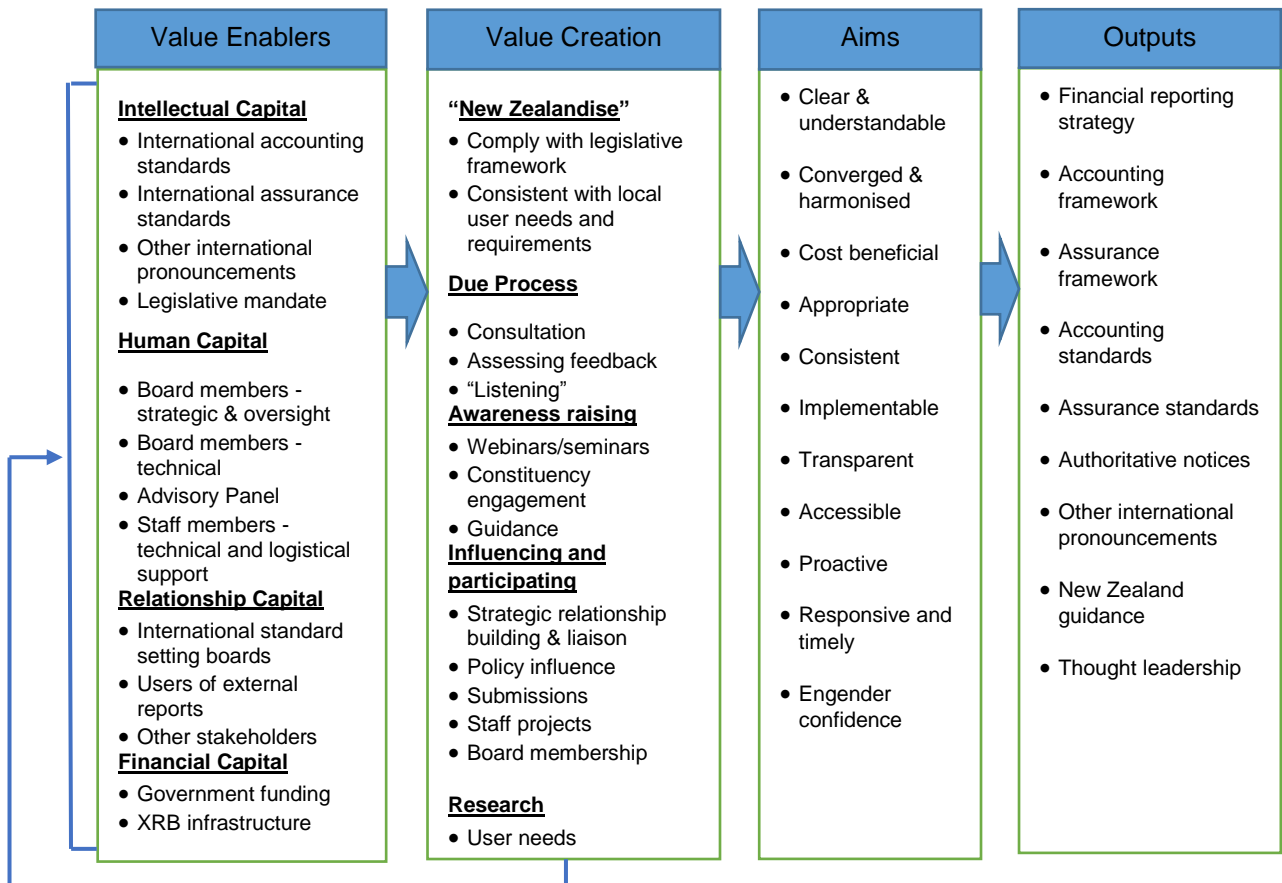 Value Enablers
Intellectual Capital
• International accounting
standards
• International assurance
standards
• Other international
pronouncements
• Legislative mandate
Human Capital
• Board members -
strategic & oversight
• Board members -
technical
• Advisory Panel
• Staff members -
technical and logistical
support
Relationship Capital
• International standard
setting boards
• Users of external
reports
• Other stakeholders
Financial Capital
• Government funding
• XRB infrastructure
Value Creation
“New Zealandise”
• Comply with legislative
framework
• Consistent with local
user needs and
requirements
Due Process
• Consultation
• Assessing feedback
• “Listening”
Awareness raising
• Webinars/seminars
• Constituency
engagement
• Guidance
Influencing and
participating
• Strategic relationship
building & liaison
• Policy influence
• Submissions
• Staff projects
• Board membership
Research
• User needs
Aims
• Clear &
understandable
• Converged &
harmonised
• Cost beneficial
• Appropriate
• Consistent
• Implementable
• Transparent
• Accessible
• Proactive
• Responsive and
timely
• Engender
confidence
Outputs
• Financial reporting
strategy
• Accounting
framework
• Assurance
framework
• Accounting
standards
• Assurance standards
• Authoritative notices
• Other international
pronouncements
• New Zealand
guidance
• Thought leadership